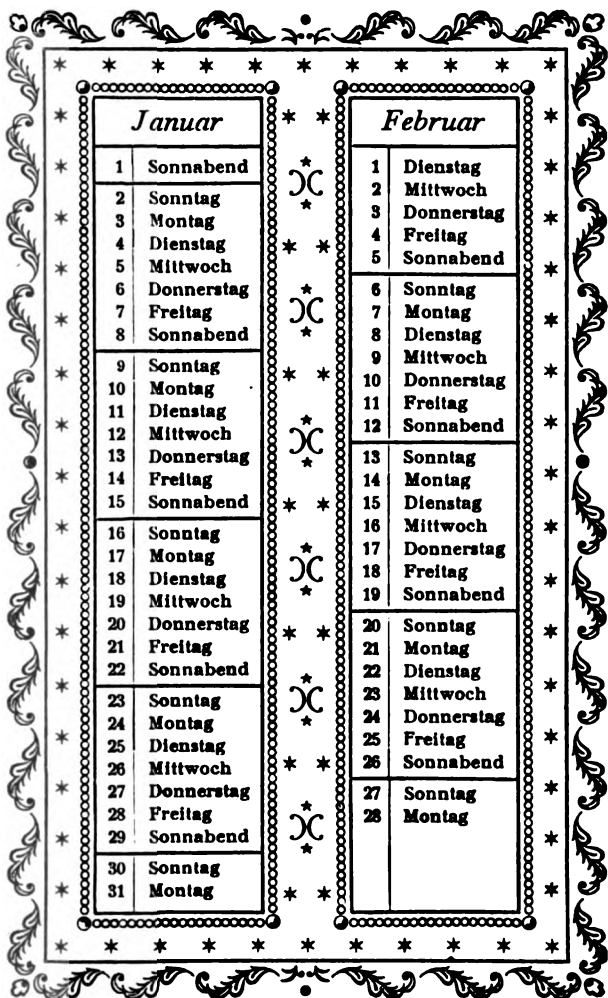 Januar
1 Sonnabend
2 Sonntag
3 Montag
4 Dienstag
5 Mittwoch
6 Donnerstag
7 Freitag
8 Sonnabend
9 Sonntag
10 Montag
11 Dienstag
12 Mittwoch
13 Donnerstag
14 Freitag
15 Sonnabend
16 Sonntag
17 Montag
18 Dienstag
19 Mittwoch
20 Donnerstag
21 Freitag
22 Sonnabend
23 Sonntag
24 Montag
25 Dienstag
26 Mittwoch
27 Donnerstag
28 Freitag
29 Sonnabend
30 Sonntag
31 Montag
Februar
1 Dienstag
2 Mittwoch
3 Donnerstag
4 Freitag
5 Sonnabend
6 Sonntag
7 Montag
8 Dienstag
9 Mittwoch
10 Donnerstag
11 Freitag
12 Sonnabend
13 Sonntag
14 Montag
15 Dienstag
16 Mittwoch
17 Donnerstag
18 Freitag
19 Sonnabend
20 Sonntag
21 Montag
22 Dienstag
23 Mittwoch
24 Donnerstag
25 Freitag
26 Sonnabend
27 Sonntag
28 Montag